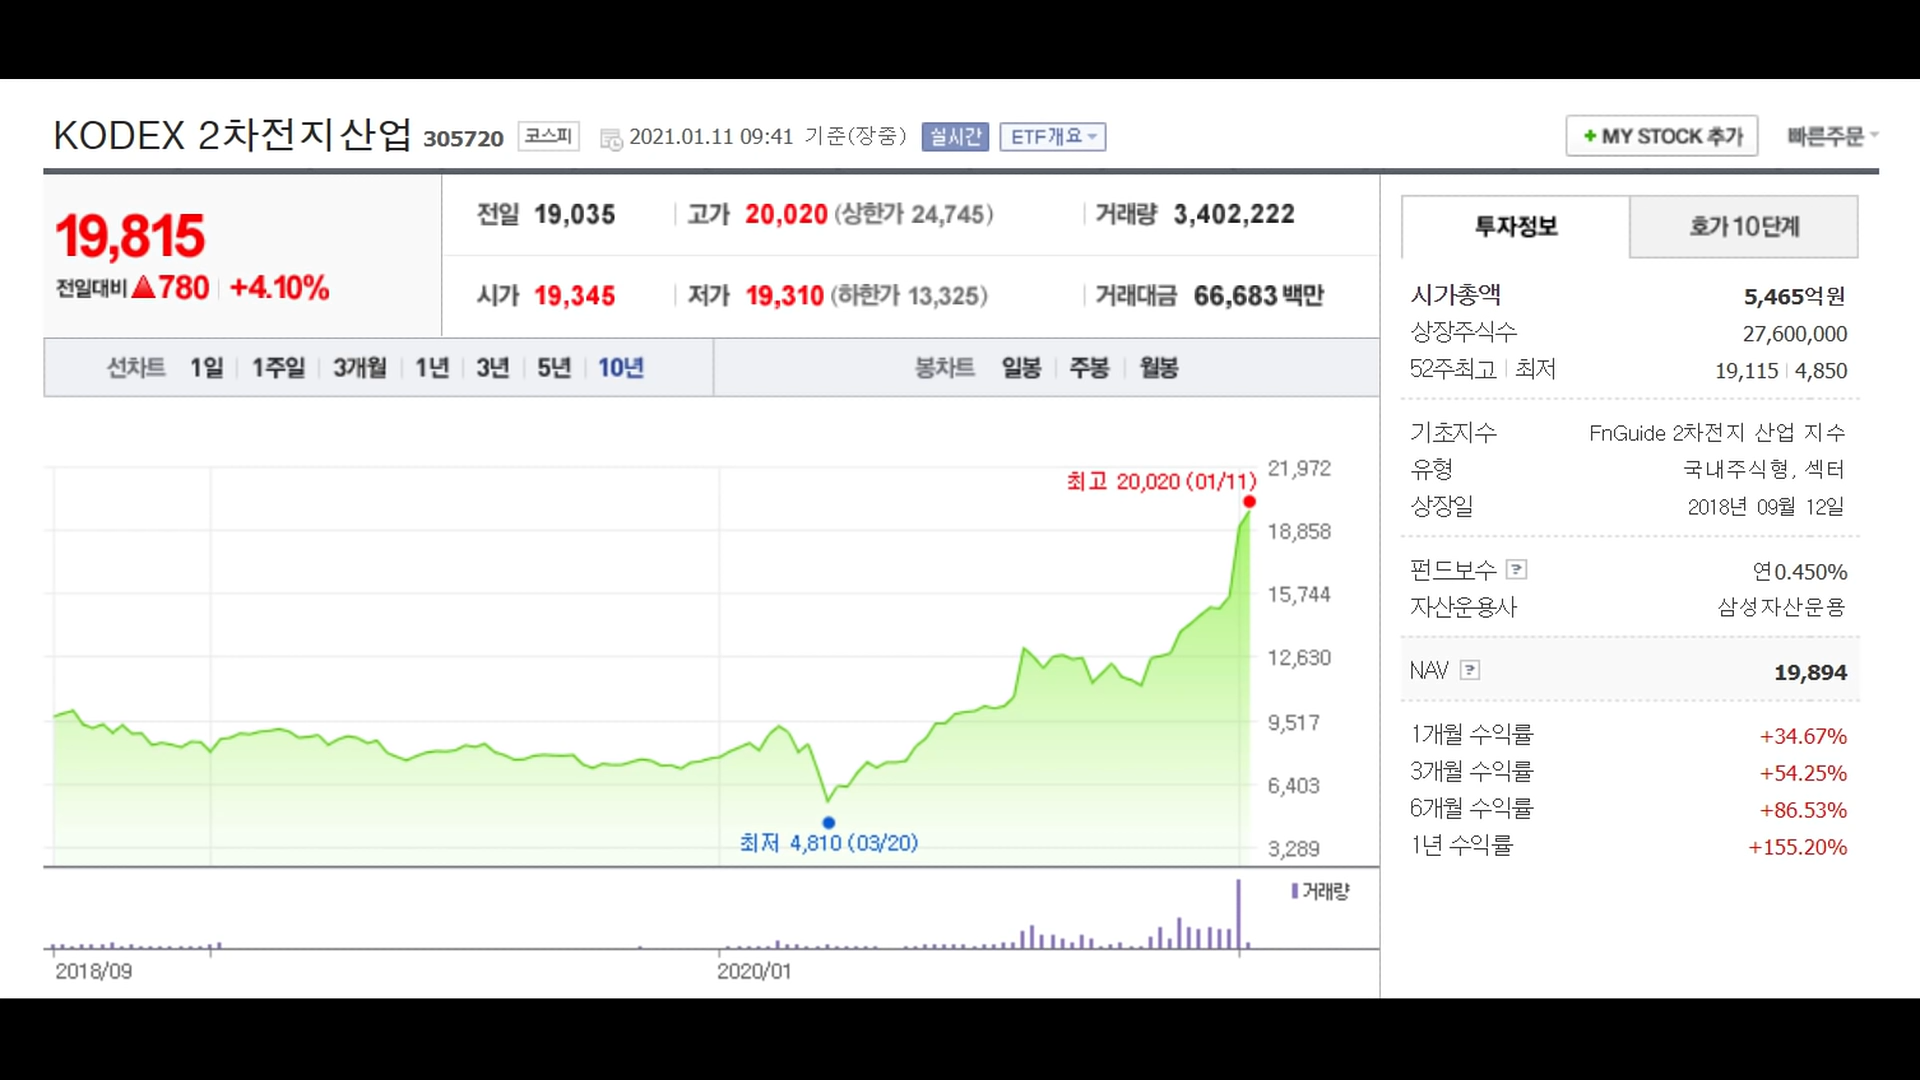 KODEX 2차전지산업 305720 코스피 2021.01.11 09:41 기준(장중) 실시간 ETF개요
+ MY STOCK 추가 빠른주문
19,815
전일대비 ▲780 +4.10%
전일 19,035 고가 20,020 (상한가 24,745) 거래량 3,402,222
시가 19,345 저가 19,310 (하한가 13,325) 거래대금 66,683 백만
선차트 1일 1주일 3개월 1년 3년 5년 10년 봉차트 일봉 주봉 월봉
최고 20,020 (01/11)
21,972
18,858
15,744
12,630
9,517
6,403
3,289
최저 4,810 (03/20)
거래량
2018/09 2020/01
투자정보 호가 10단계
시가총액 5,465억원
상장주식수 27,600,000
52주최고 최저 19,115 4,850
기초지수 FnGuide 2차전지 산업 지수
유형 국내주식형, 섹터
상장일 2018년 09월 12일
펀드보수 ? 연0.450%
자산운용사 삼성자산운용
NAV ? 19,894
1개월 수익률 +34.67%
3개월 수익률 +54.25%
6개월 수익률 +86.53%
1년 수익률 +155.20%